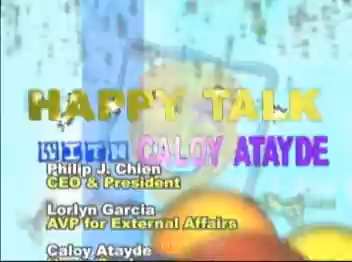 HAPPY TALK
WITH CALOY ATAYDE
Philip J. Chien
CEO & President
Lorlyn Garcia
AVP for External Affairs
Caloy Atayde